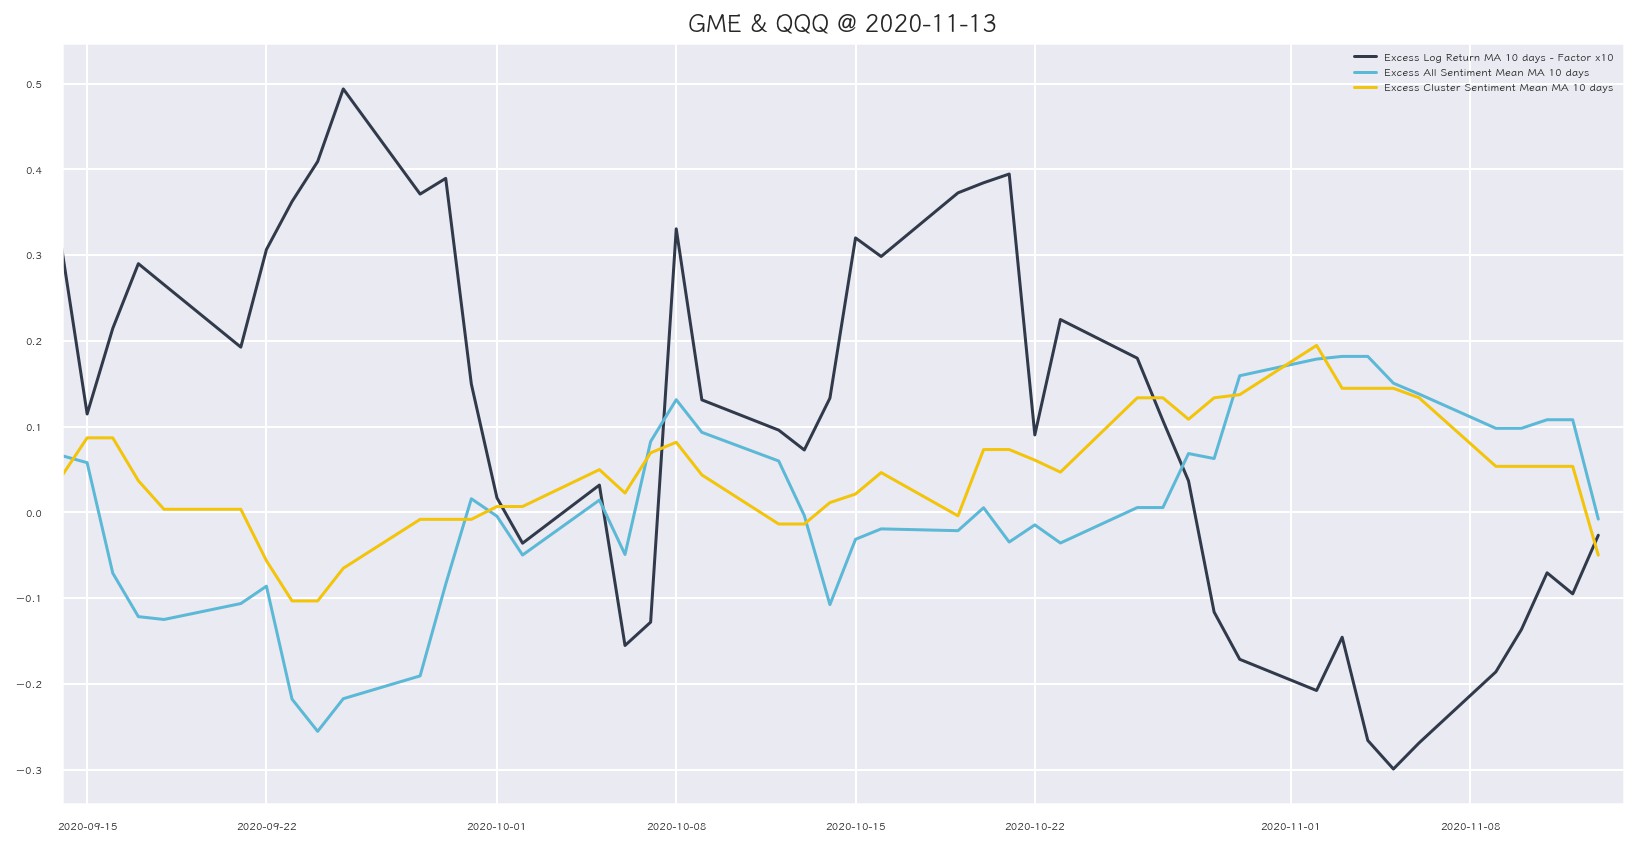 GME & QQQ @ 2020-11-13
Excess Log Return MA 10 days - Factor x10
Excess All Sentiment Mean MA 10 days
Excess Cluster Sentiment Mean MA 10 days
0.5
0.4
0.3
0.2
0.1
0.0
−0.1
−0.2
−0.3
2020-09-15 2020-09-22 2020-10-01 2020-10-08 2020-10-15 2020-10-22 2020-11-01 2020-11-08